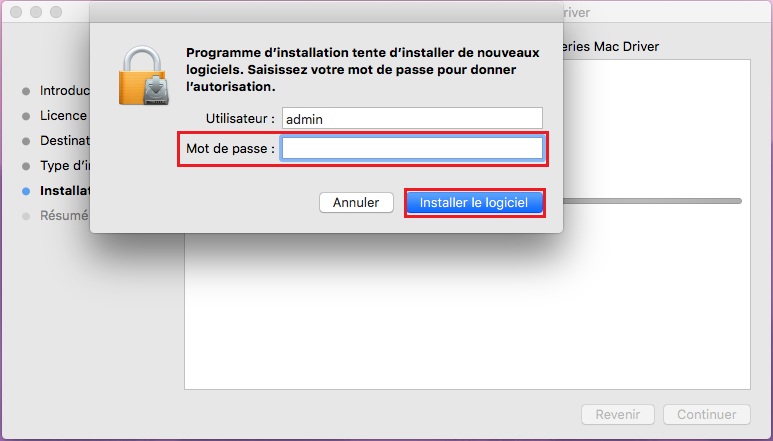 river
Programme d'installation tente d'installer de nouveaux
logiciels. Saisissez votre mot de passe pour donner
l'autorisation.
eries Mac Driver
Introduc
Utilisateur :
admin
Licence
Mot de passe :
Destinat
Type d'i
Installat
Annuler
Installer le logiciel
Résumé
Revenir
Continuer